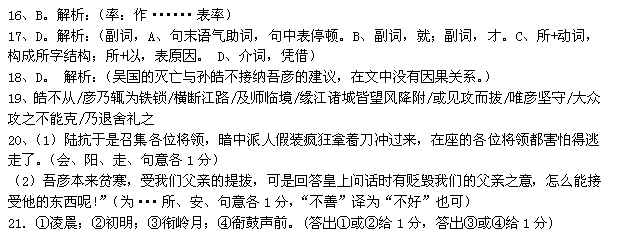 16、B。解析：（率：作······表率）
17、D。解析：（副词，A、句末语气助词，句中表停顿。B、副词，就；副词，才。C、所+动词，
构成所字结构；所+以，表原因。 D、介词，凭借）
18、D。 解析：（吴国的灭亡与孙皓不接纳吾彦的建议，在文中没有因果关系。）
19、皓不从/彦乃辄为铁锁/横断江路/及师临境/缘江诸城皆望风降附/或见攻而拔/唯彦坚守/大众
攻之不能克/乃退舍礼之
20、（1）陆抗于是召集各位将领，暗中派人假装疯狂拿着刀冲过来，在座的各位将领都害怕得逃
走了。（会、阳、走、句意各1分）
（2）吾彦本来贫寒，受我们父亲的提拔，可是回答皇上问话时有贬毁我们的父亲之意，怎么能接
受他的东西呢!”（为···所、安、句意各1分，“不善”译为“不好”也可）
21. ①凌晨；②初明；③衔岭月；④衙鼓声前。（答出①或②给1分，答出③或④给1分）